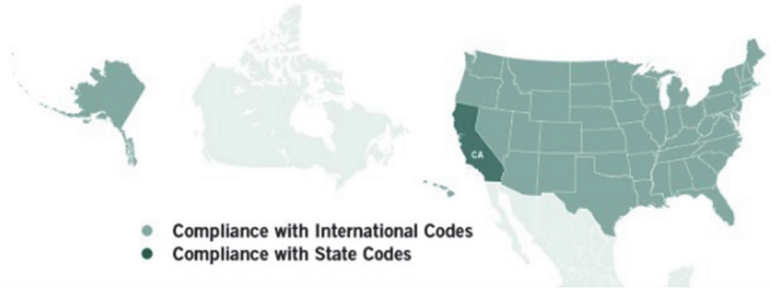 CA
Compliance with International Codes
Compliance with State Codes